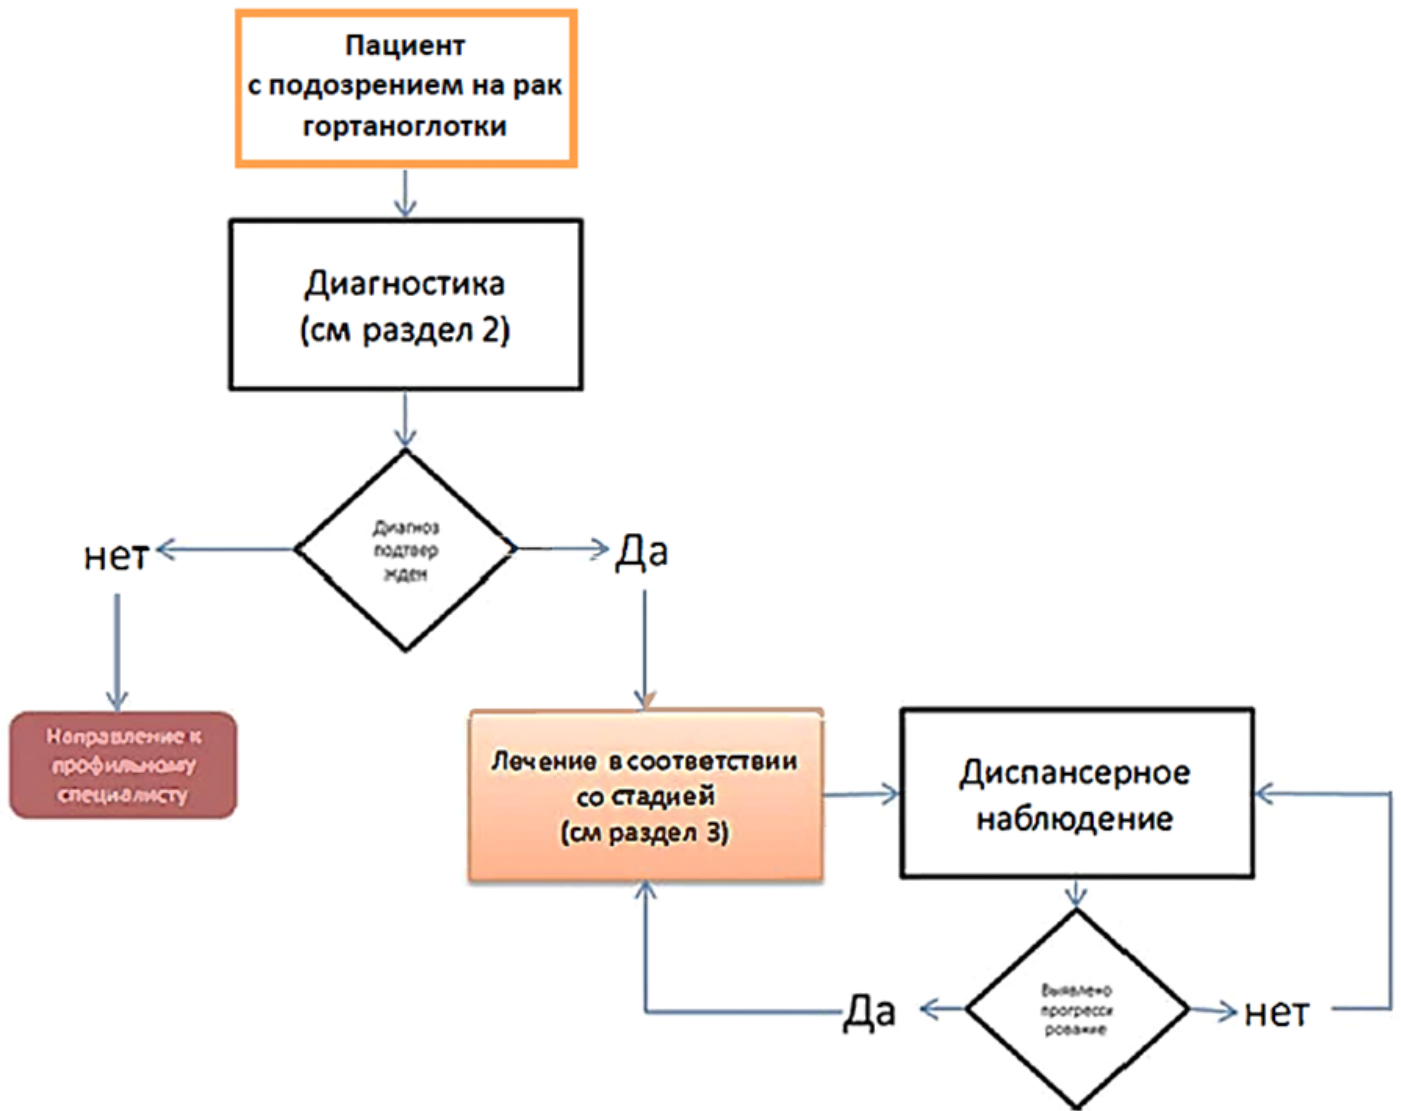 Пациент
с подозрением на рак
гортаноглотки
Диагностика
(см раздел 2)
Диагноз
подтвер
жден
нет
Да
Направление к
профильному
специалисту
Лечение в соответствии
со стадией
(см раздел 3)
Диспансерное
наблюдение
Выявлено
прогресси
рование
Да
нет